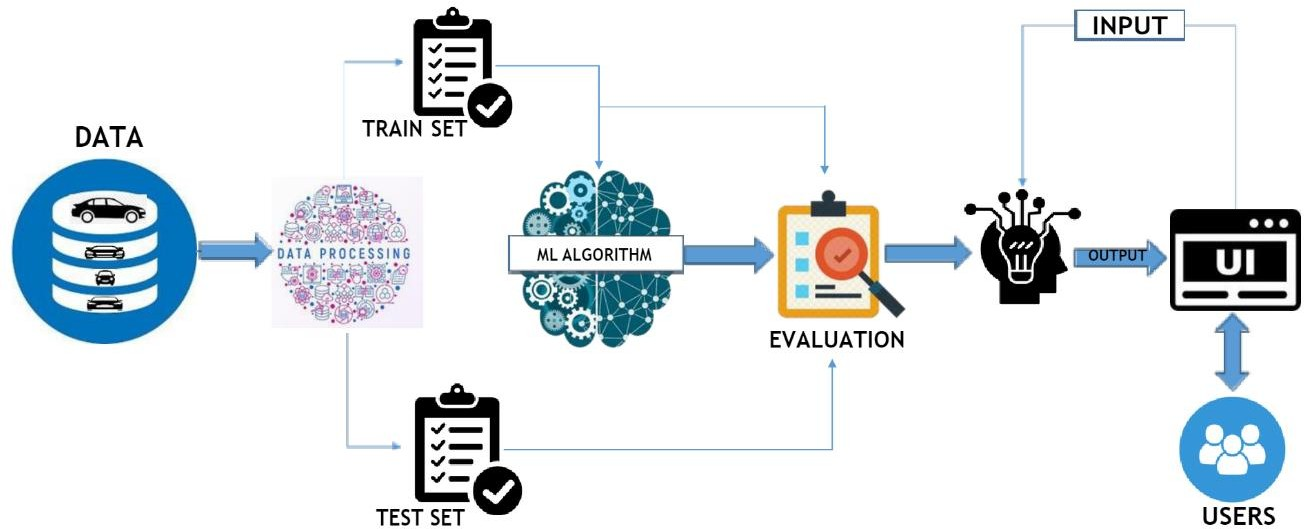 INPUT
TRAIN SET
DATA
DATA PROCESSING
ML ALGORITHM
OUTPUT
UI
EVALUATION
TEST SET
USERS